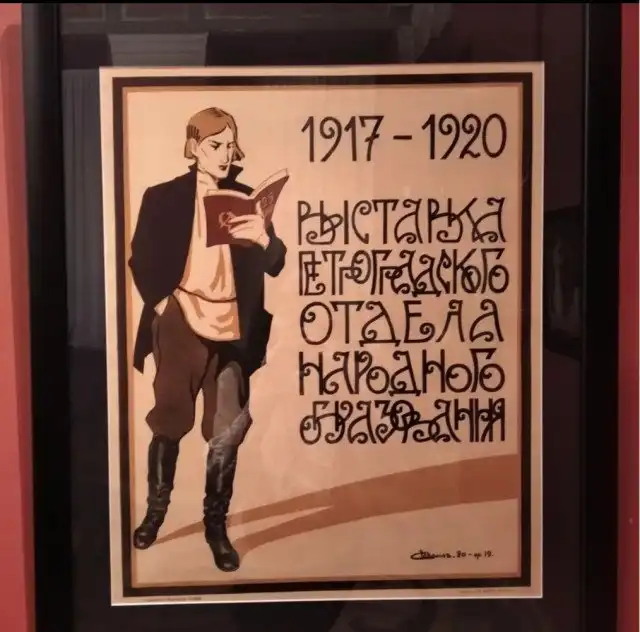 1917 - 1920
ВЫСТАВКА
ПЕТРОГРАДСКОГО
ОТДЕЛА
НАРОДНОГО
ОБРАЗОВАНИЯ